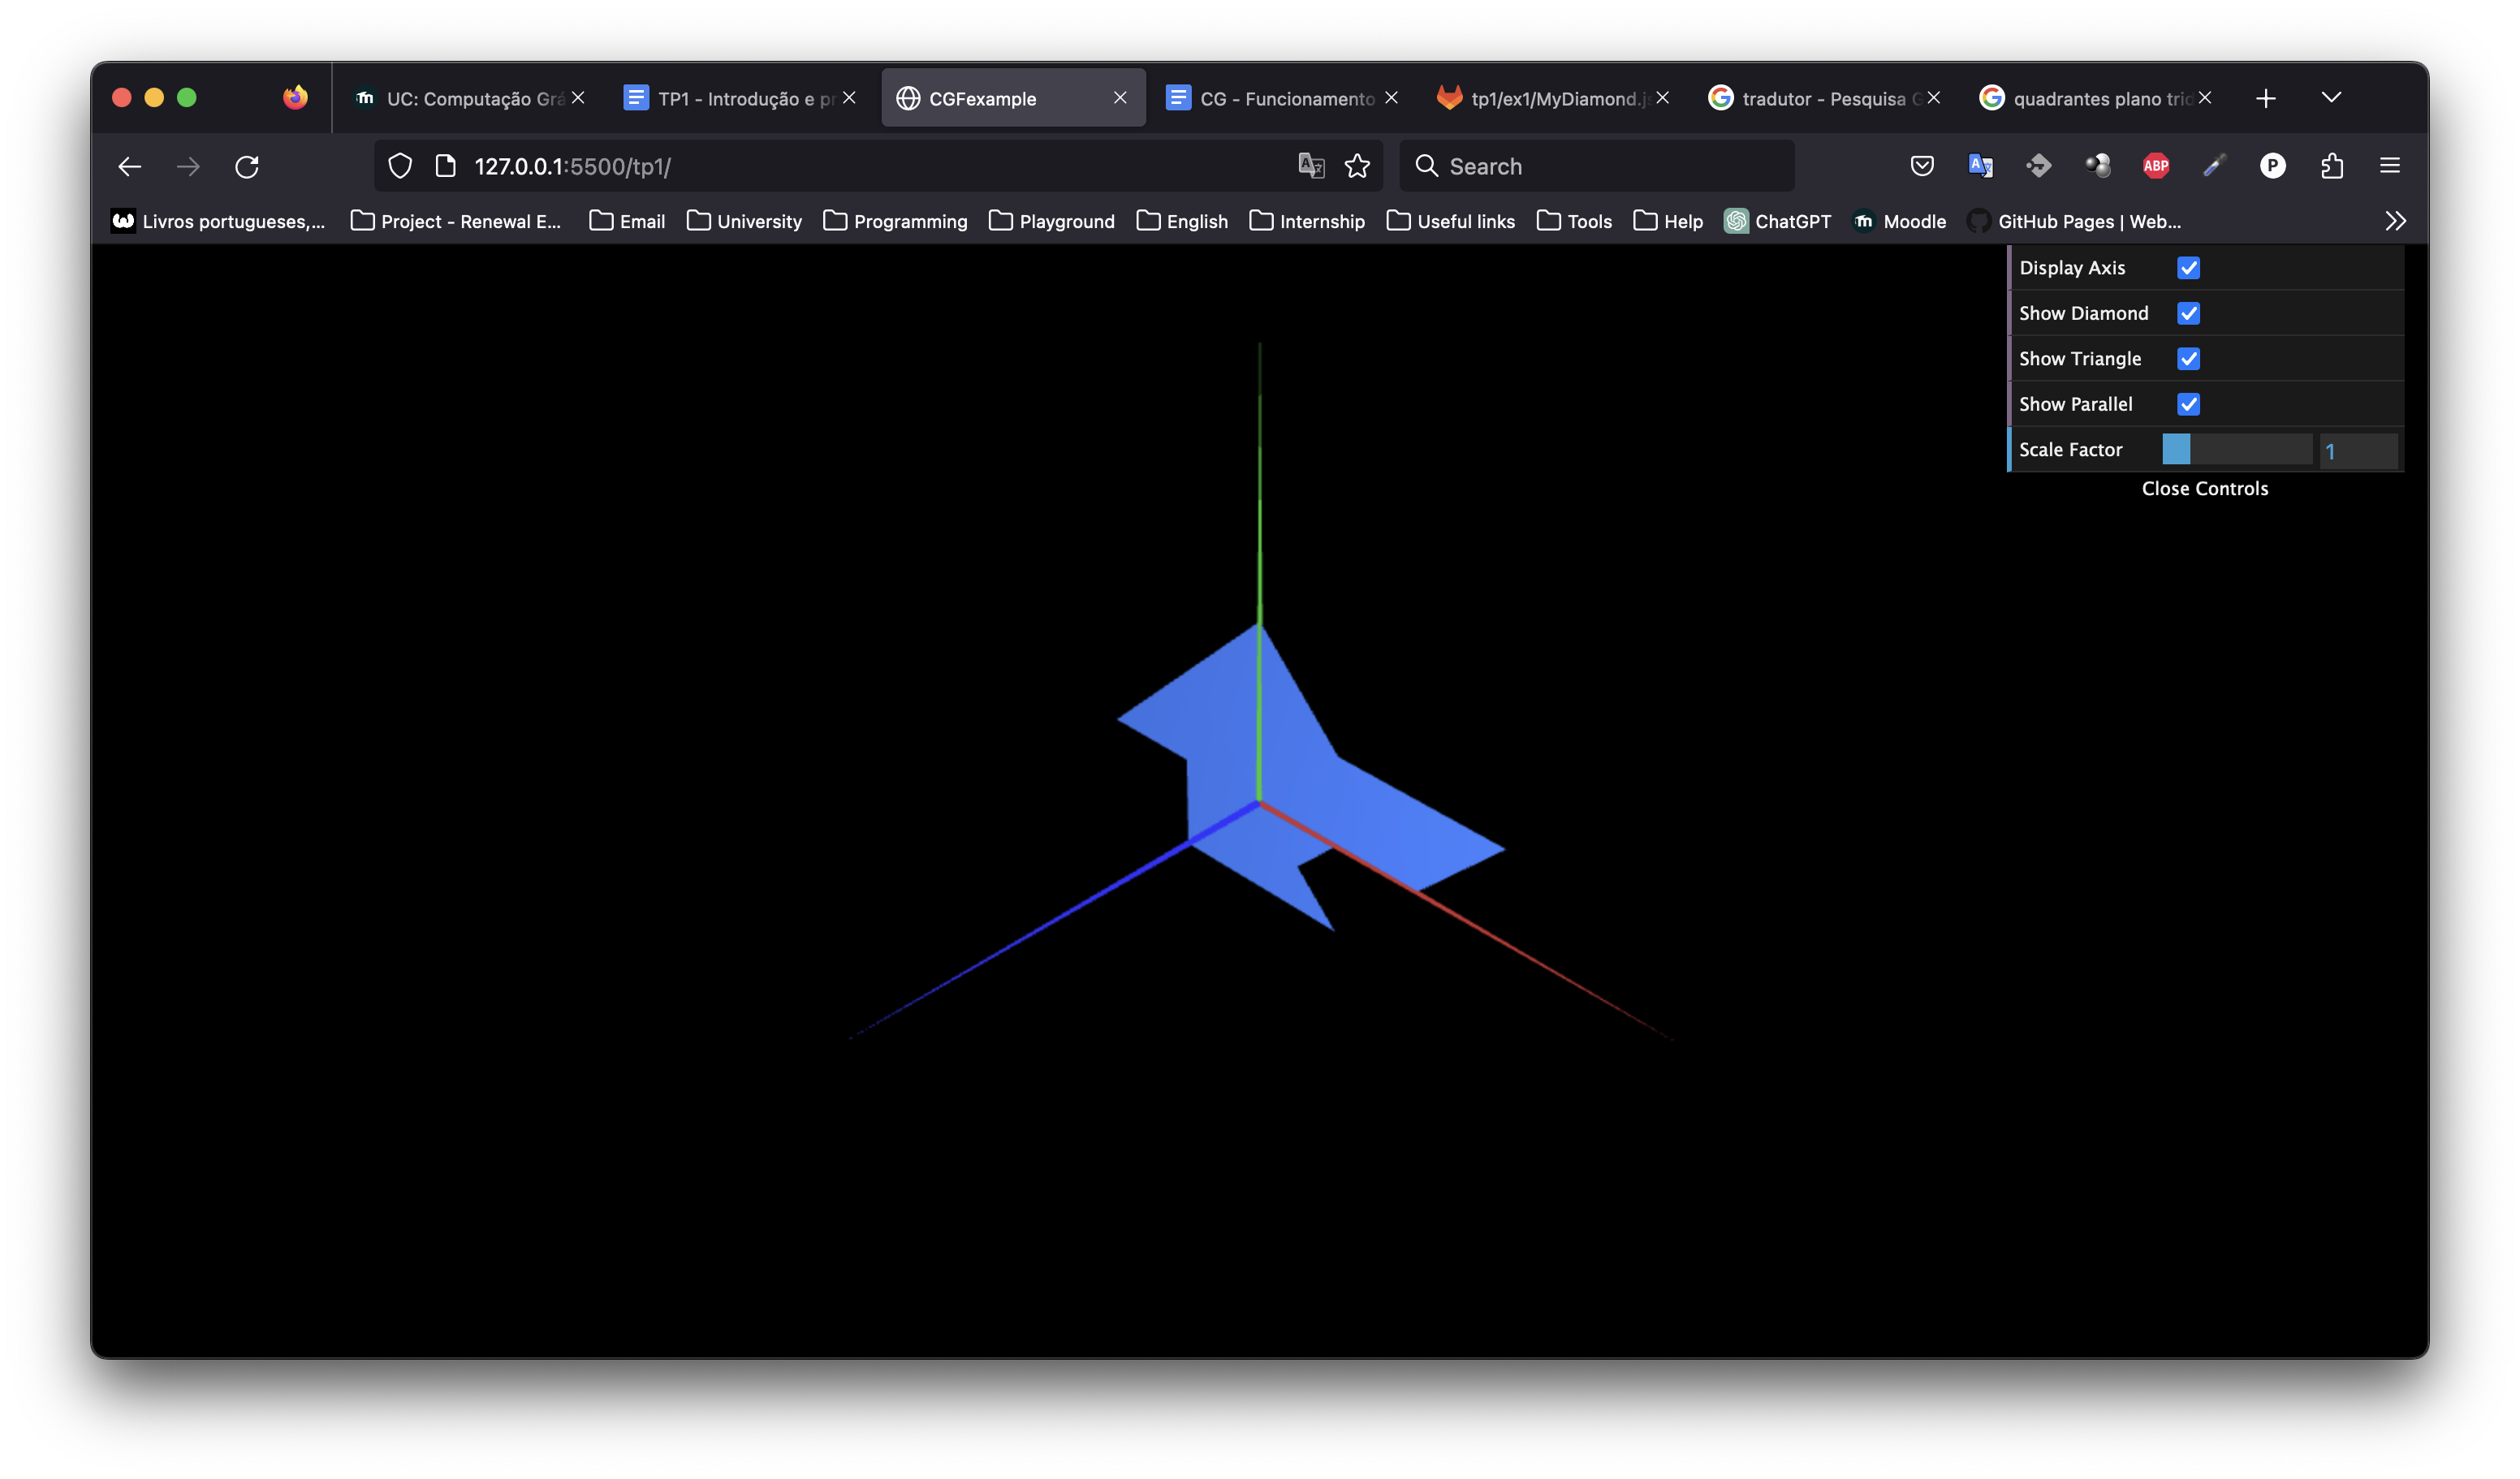 UC: Computação Grá
TP1 - Introdução e pr
CGFexample
CG - Funcionamento
tp1/ex1/MyDiamond.js
tradutor - Pesquisa G
quadrantes plano trid
127.0.0.1:5500/tp1/
Search
ABP
P
Livros portugueses,...
Project - Renewal E...
Email
University
Programming
Playground
English
Internship
Useful links
Tools
Help
ChatGPT
Moodle
GitHub Pages | Web...
Display Axis
Show Diamond
Show Triangle
Show Parallel
Scale Factor 1
Close Controls